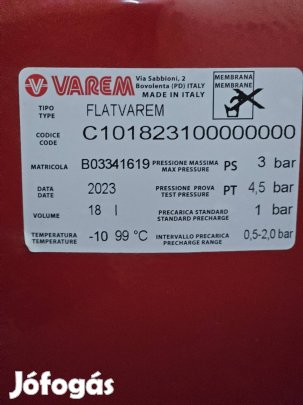 VAREM
Via Sabbioni, 2
Bovolenta (PD) ITALY
MADE IN ITALY
MEMBRANA
MEMBRANE
TIPO
TYPE
FLATVAREM
CODICE
CODE
C101823100000000
MATRICOLA B03341619 PRESSIONE MASSIMA
MAX PRESSURE PS 3 bar
DATA
DATE 2023 PRESSIONE PROVA
TEST PRESSURE PT 4,5 bar
VOLUME 18 l PRECARICA STANDARD
STANDARD PRECHARGE 1 bar
TEMPERATURA
TEMPERATURE -10 99 °C INTERVALLO PRECARICA
PRECHARGE RANGE 0,5-2,0 bar
Jófogás